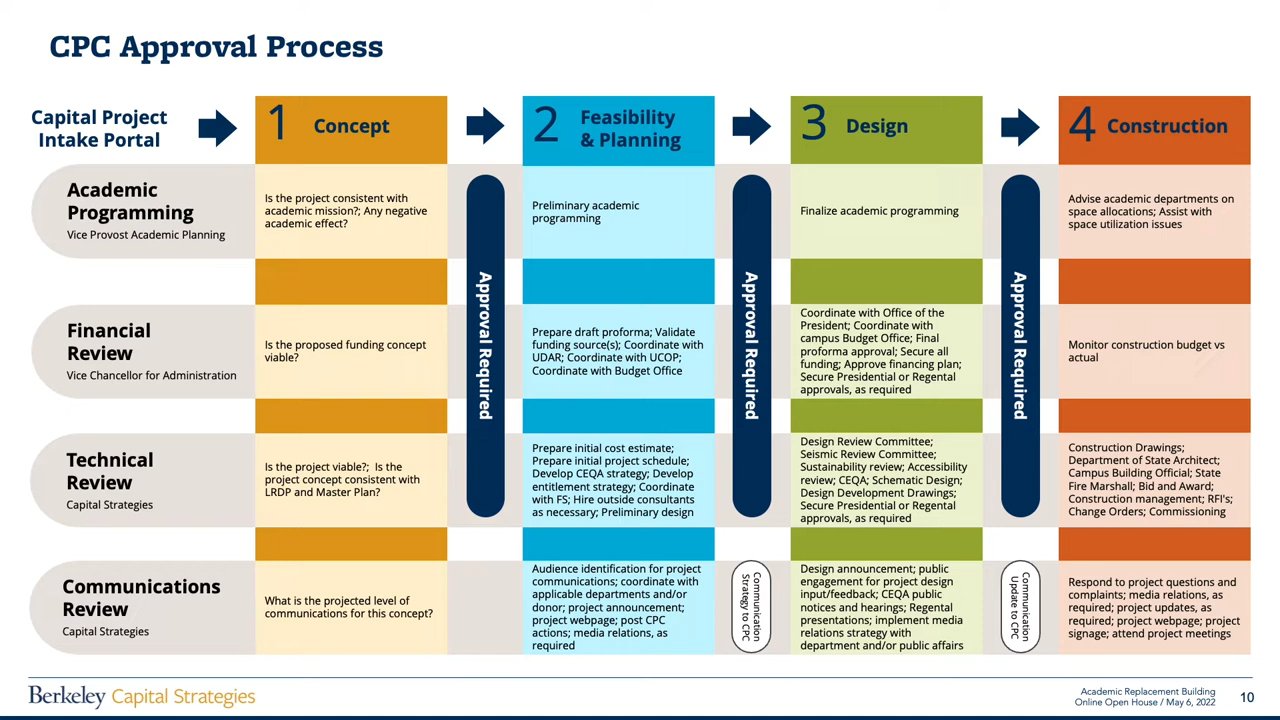 CPC Approval Process
Capital Project
Intake Portal
1 Concept
2 Feasibility
& Planning
3 Design
4 Construction
Academic
Programming
Vice Provost Academic Planning
Is the project consistent with
academic mission?; Any negative
academic effect?
Preliminary academic
programming
Finalize academic programming
Advise academic departments on
space allocations; Assist with
space utilization issues
Approval Required
Approval Required
Approval Required
Financial
Review
Vice Chancellor for Administration
Is the proposed funding concept
viable?
Prepare draft proforma; Validate
funding source(s); Coordinate with
UDAR; Coordinate with UCOP;
Coordinate with Budget Office
Coordinate with Office of the
President; Coordinate with
campus Budget Office; Final
proforma approval; Secure all
funding; Approve financing plan;
Secure Presidential or Regental
approvals, as required
Monitor construction budget vs
actual
Technical
Review
Capital Strategies
Is the project viable?;  Is the
project concept consistent with
LRDP and Master Plan?
Prepare initial cost estimate;
Prepare initial project schedule;
Develop CEQA strategy; Develop
entitlement strategy; Coordinate
with FS; Hire outside consultants
as necessary; Preliminary design
Design Review Committee;
Seismic Review Committee;
Sustainability review; Accessibility
review; CEQA; Schematic Design;
Design Development Drawings;
Secure Presidential or Regental
approvals, as required
Construction Drawings;
Department of State Architect;
Campus Building Official; State
Fire Marshall; Bid and Award;
Construction management; RFI's;
Change Orders; Commissioning
Communications
Review
Capital Strategies
What is the projected level of
communications for this concept?
Audience identification for project
communications; coordinate with
applicable departments and/or
donor; project announcement;
project webpage; post CPC
actions; media relations, as
required
Communication
Strategy to CPC
Design announcement; public
engagement for project design
input/feedback; CEQA public
notices and hearings; Regental
presentations; implement media
relations strategy with
department and/or public affairs
Communication
Update to CPC
Respond to project questions and
complaints; media relations, as
required; project updates, as
required; project webpage; project
signage; attend project meetings
Berkeley Capital Strategies
Academic Replacement Building
Online Open House / May 6, 2022
10